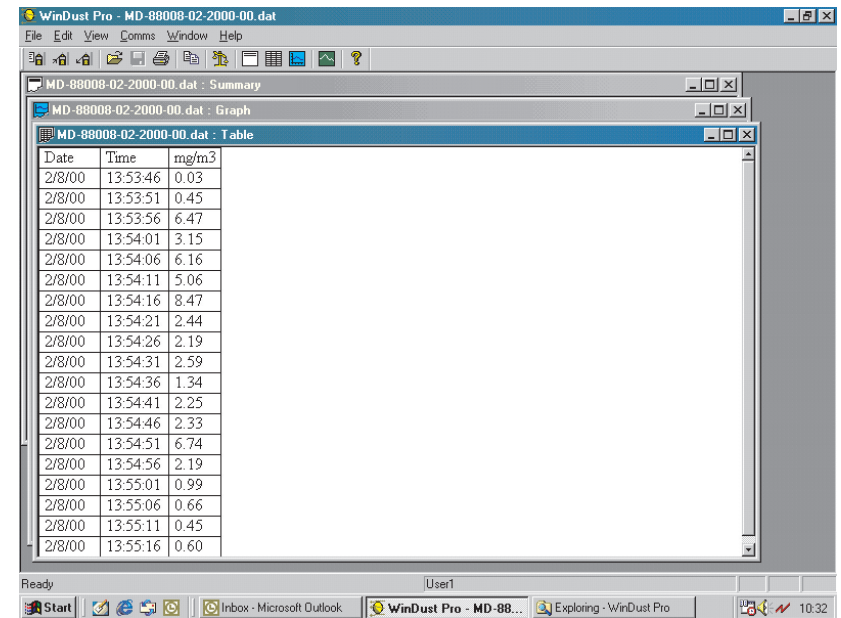 WinDust Pro - MD-88008-02-2000-00.dat
File Edit View Comms Window Help
MD-88008-02-2000-00.dat : Summary
MD-88008-02-2000-00.dat : Graph
MD-88008-02-2000-00.dat : Table
Date Time mg/m3
2/8/00 13:53:46 0.03
2/8/00 13:53:51 0.45
2/8/00 13:53:56 6.47
2/8/00 13:54:01 3.15
2/8/00 13:54:06 6.16
2/8/00 13:54:11 5.06
2/8/00 13:54:16 8.47
2/8/00 13:54:21 2.44
2/8/00 13:54:26 2.19
2/8/00 13:54:31 2.59
2/8/00 13:54:36 1.34
2/8/00 13:54:41 2.25
2/8/00 13:54:46 2.33
2/8/00 13:54:51 6.74
2/8/00 13:54:56 2.19
2/8/00 13:55:01 0.99
2/8/00 13:55:06 0.66
2/8/00 13:55:11 0.45
2/8/00 13:55:16 0.60
Ready User1
Start Inbox - Microsoft Outlook WinDust Pro - MD-88... Exploring - WinDust Pro 10:32